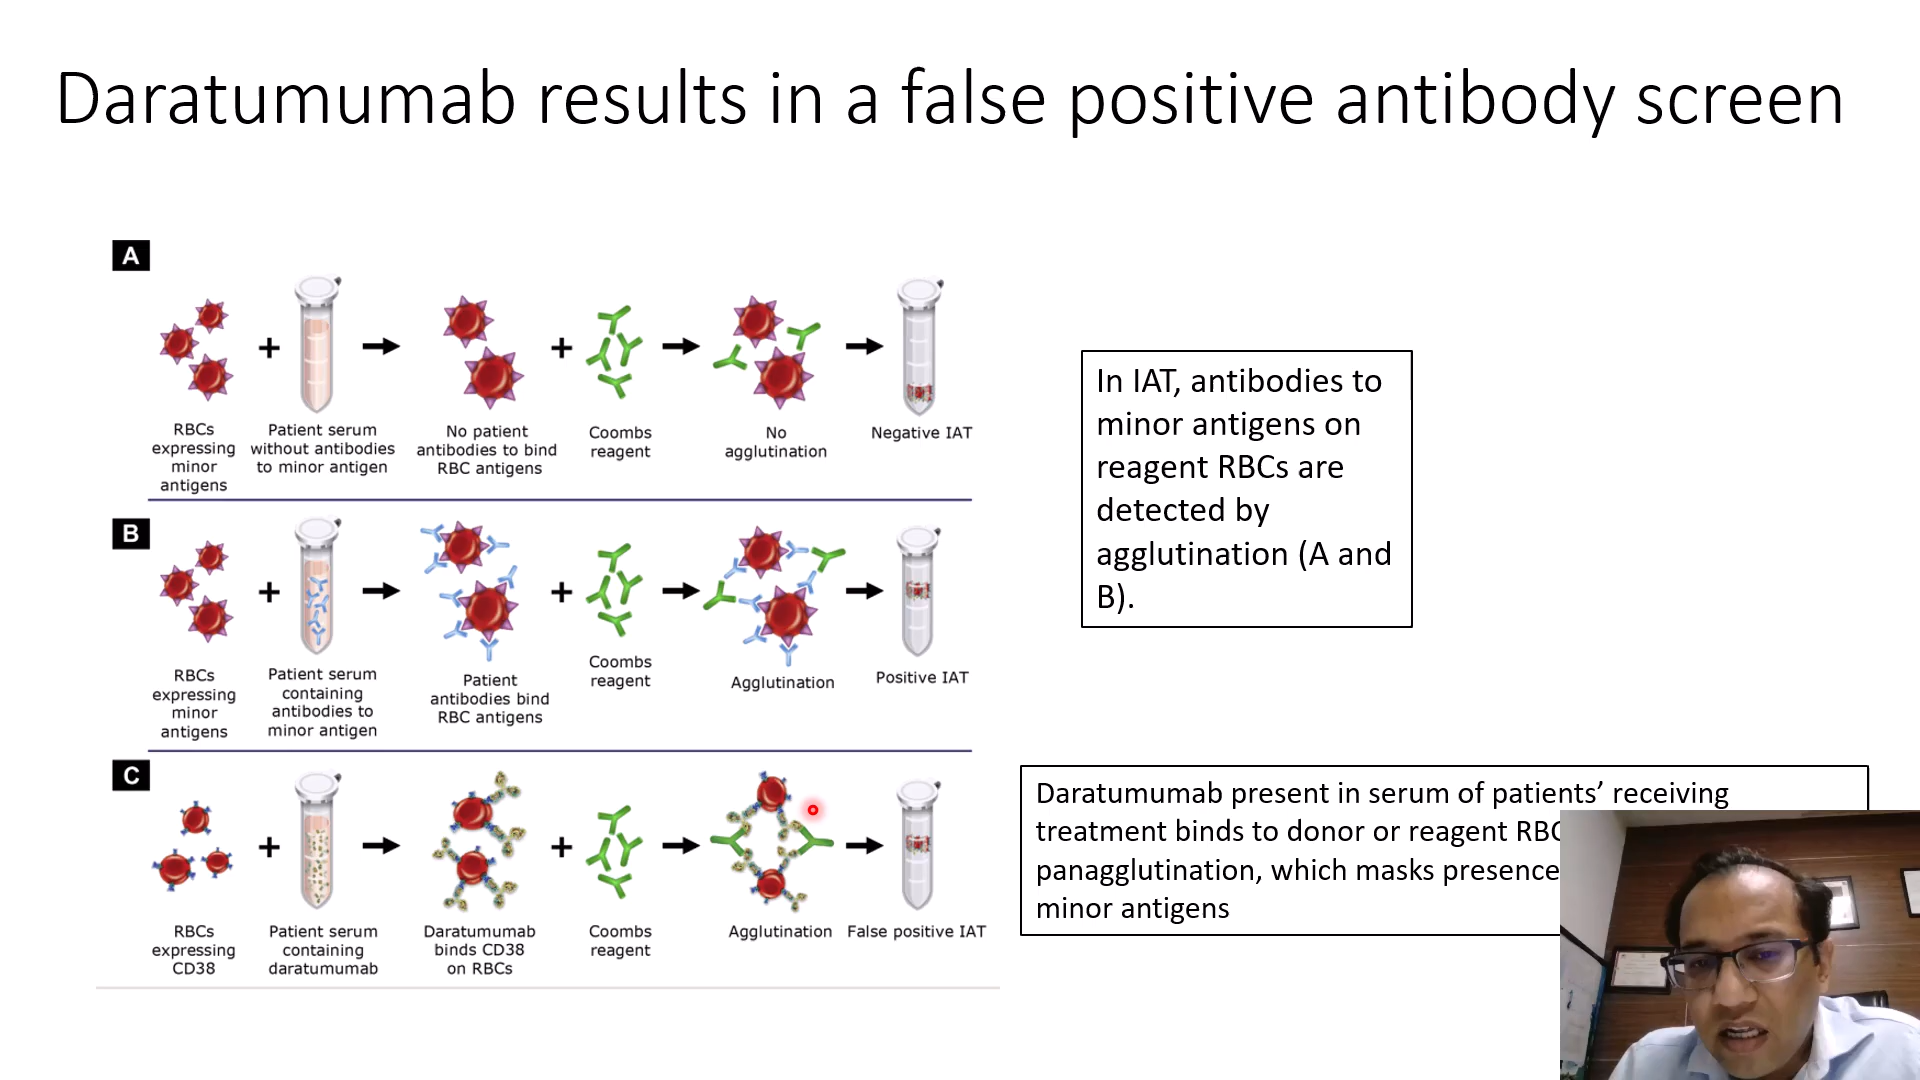 Daratumumab results in a false positive antibody screen
A
RBCs
expressing
minor
antigens
Patient serum
without antibodies
to minor antigen
No patient
antibodies to bind
RBC antigens
Coombs
reagent
No
agglutination
Negative IAT
B
RBCs
expressing
minor
antigens
Patient serum
containing
antibodies to
minor antigen
Patient
antibodies bind
RBC antigens
Coombs
reagent
Agglutination
Positive IAT
C
RBCs
expressing
CD38
Patient serum
containing
daratumumab
Daratumumab
binds CD38
on RBCs
Coombs
reagent
Agglutination
False positive IAT
In IAT, antibodies to
minor antigens on
reagent RBCs are
detected by
agglutination (A and
B).
Daratumumab present in serum of patients’ receiving
treatment binds to donor or reagent
panagglutination, which masks presence
minor antigens